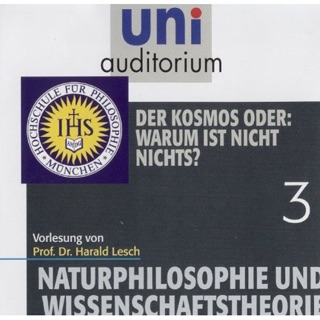 uni
auditorium
HOCHSCHULE FÜR PHILOSOPHIE
MÜNCHEN
IHS
DER KOSMOS ODER:
WARUM IST NICHT
NICHTS?
3
Vorlesung von
Prof. Dr. Harald Lesch
NATURPHILOSOPHIE UND
WISSENSCHAFTSTHEORIE